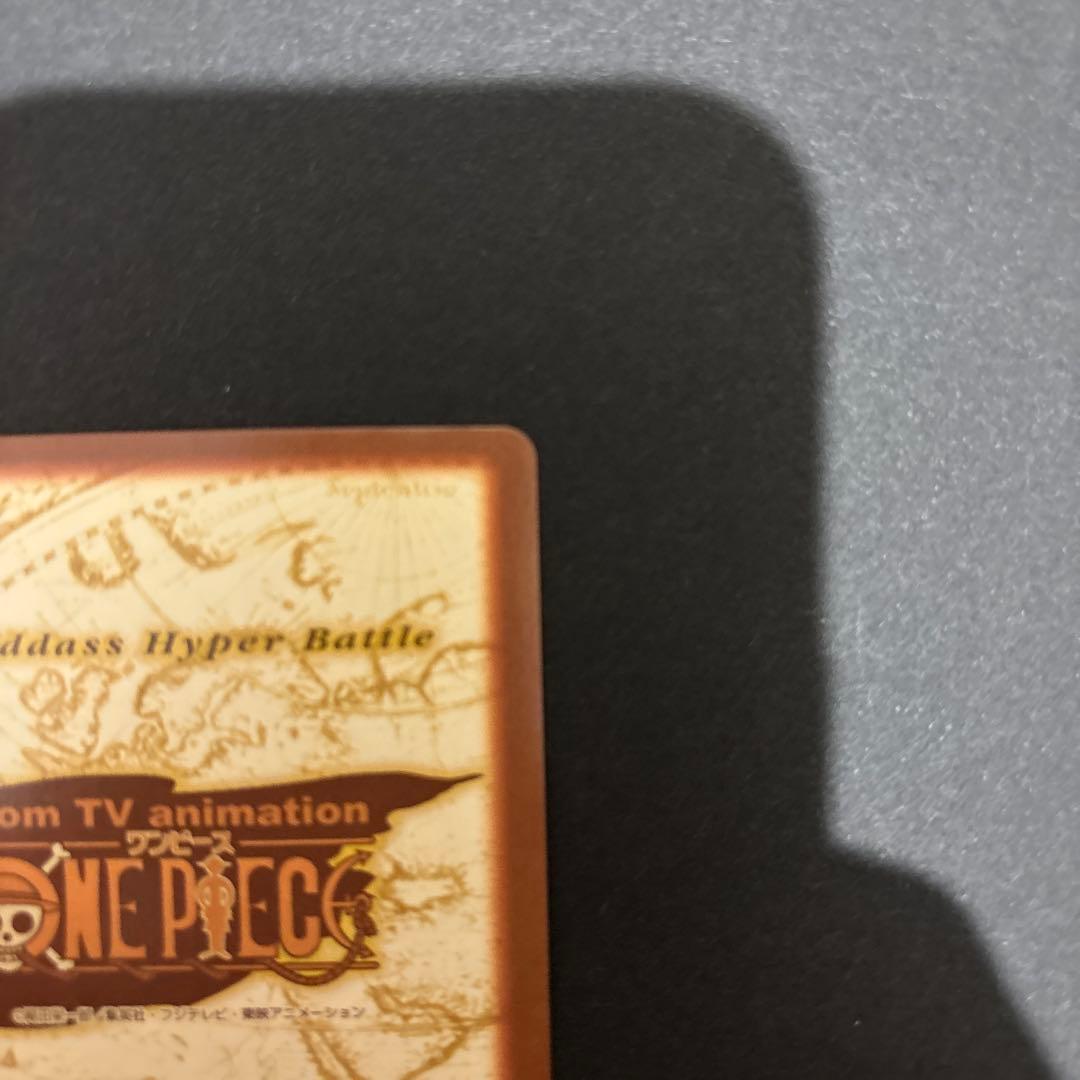 ddass Hyper Battle
om TV animation
ワンピース
ONE PIECE
集英社・フジテレビ・東映アニメーション